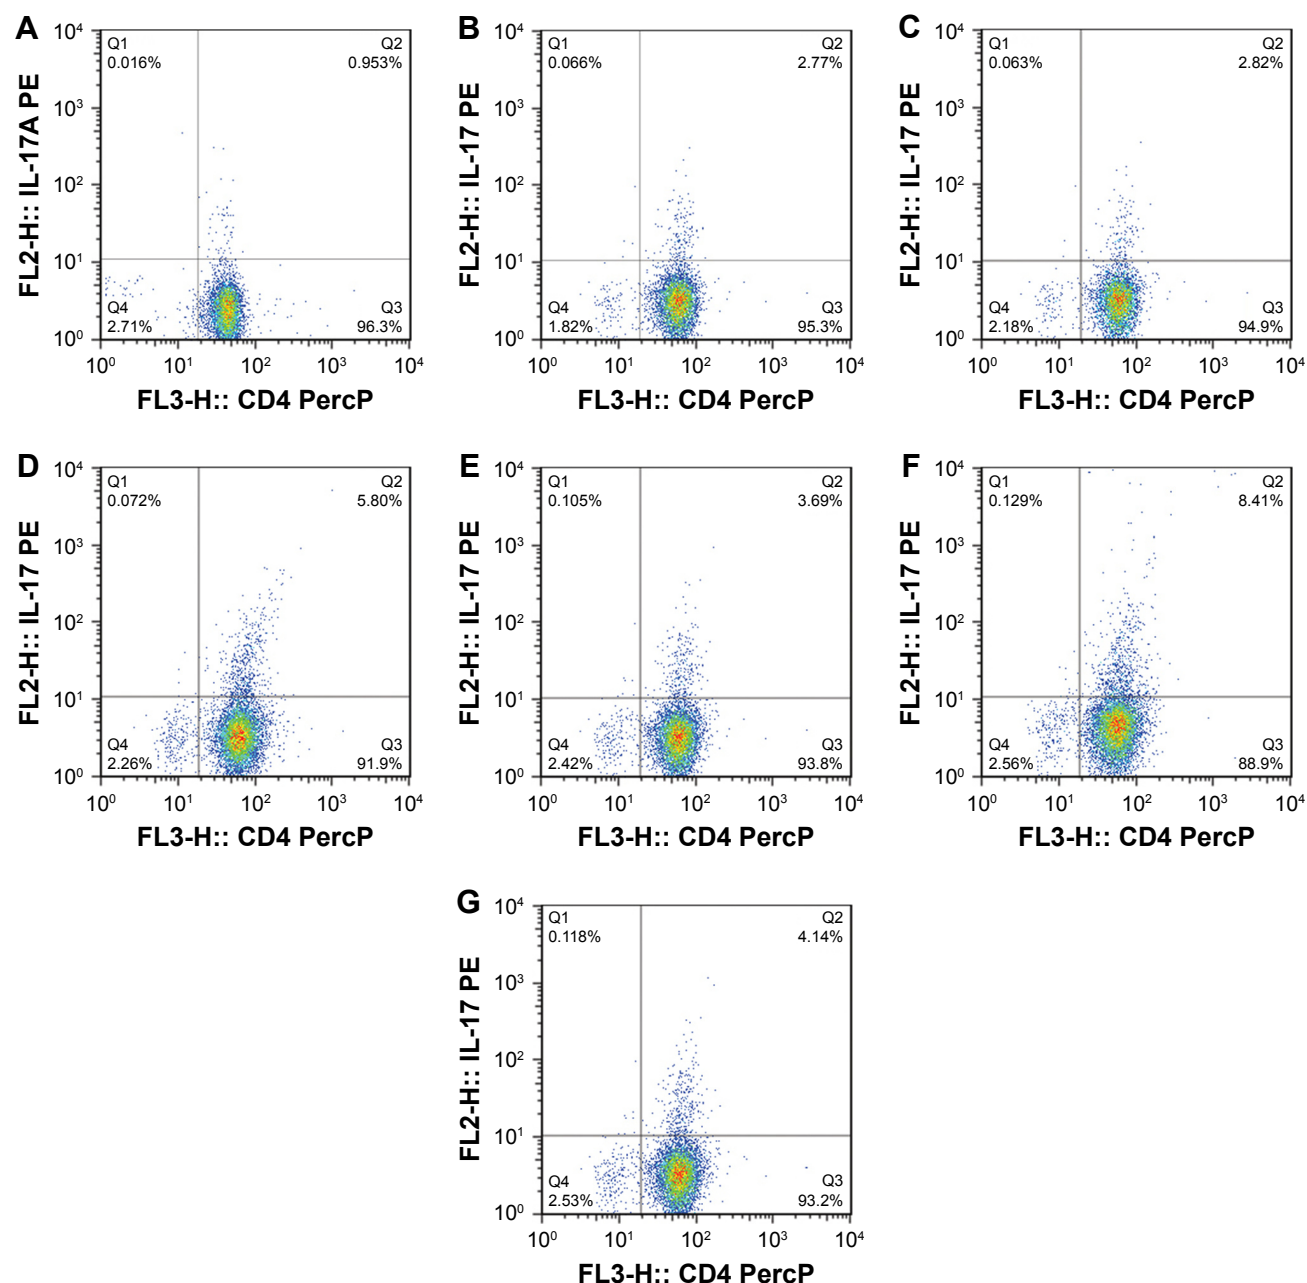 A
Q1
0.016%
Q2
0.953%
Q4
2.71%
Q3
96.3%
10⁴
10³
10²
10¹
10⁰
10⁰ 10¹ 10² 10³ 10⁴
FL2-H:: IL-17A PE
FL3-H:: CD4 PercP
B
Q1
0.066%
Q2
2.77%
Q4
1.82%
Q3
95.3%
10⁴
10³
10²
10¹
10⁰
10⁰ 10¹ 10² 10³ 10⁴
FL2-H:: IL-17 PE
FL3-H:: CD4 PercP
C
Q1
0.063%
Q2
2.82%
Q4
2.18%
Q3
94.9%
10⁴
10³
10²
10¹
10⁰
10⁰ 10¹ 10² 10³ 10⁴
FL2-H:: IL-17 PE
FL3-H:: CD4 PercP
D
Q1
0.072%
Q2
5.80%
Q4
2.26%
Q3
91.9%
10⁴
10³
10²
10¹
10⁰
10⁰ 10¹ 10² 10³ 10⁴
FL2-H:: IL-17 PE
FL3-H:: CD4 PercP
E
Q1
0.105%
Q2
3.69%
Q4
2.42%
Q3
93.8%
10⁴
10³
10²
10¹
10⁰
10⁰ 10¹ 10² 10³ 10⁴
FL2-H:: IL-17 PE
FL3-H:: CD4 PercP
F
Q1
0.129%
Q2
8.41%
Q4
2.56%
Q3
88.9%
10⁴
10³
10²
10¹
10⁰
10⁰ 10¹ 10² 10³ 10⁴
FL2-H:: IL-17 PE
FL3-H:: CD4 PercP
G
Q1
0.118%
Q2
4.14%
Q4
2.53%
Q3
93.2%
10⁴
10³
10²
10¹
10⁰
10⁰ 10¹ 10² 10³ 10⁴
FL2-H:: IL-17 PE
FL3-H:: CD4 PercP